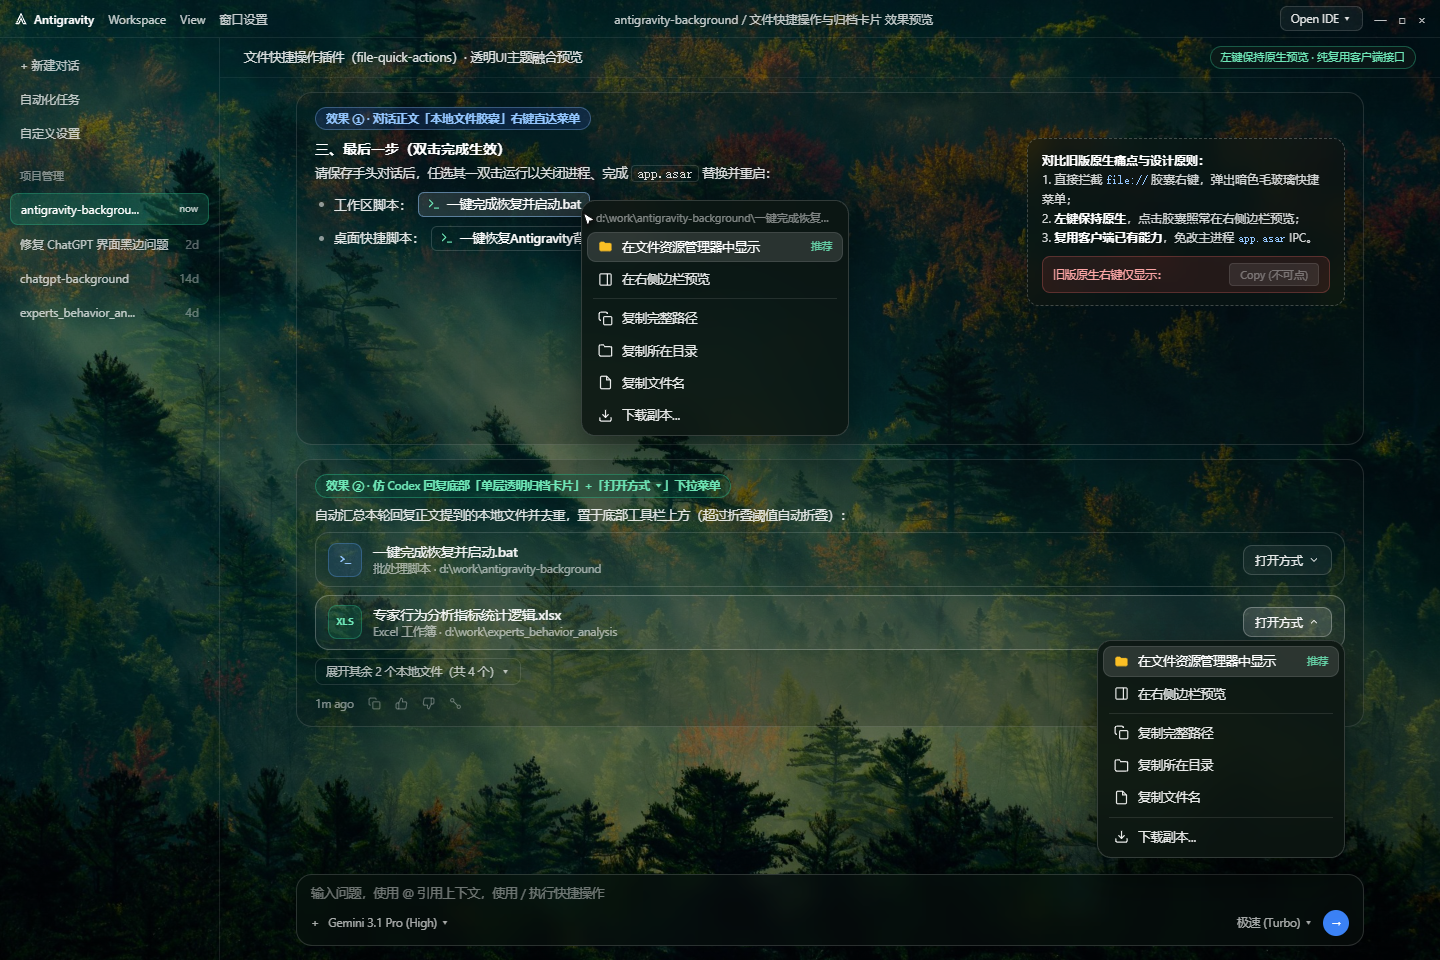 Antigravity Workspace View 窗口设置
antigravity-background / 文件快捷操作与归档卡片 效果预览
Open IDE
+ 新建对话
自动化任务
自定义设置
项目管理
antigravity-backgrou... now
修复 ChatGPT 界面黑边问题 2d
chatgpt-background 14d
experts_behavior_an... 4d
文件快捷操作插件（file-quick-actions）· 透明UI主题融合预览
左键保持原生预览 · 纯复用客户端接口
效果 ① · 对话正文「本地文件胶囊」右键直达菜单
三、最后一步（双击完成生效）
请保存手头对话后，任选其一双击运行以关闭进程、完成 app.asar 替换并重启：
工作区脚本： >_ 一键完成恢复并启动.bat
桌面快捷脚本： >_ 一键恢复Antigravity背
d:\work\antigravity-background\一键完成恢复...
在文件资源管理器中显示 推荐
在右侧边栏预览
复制完整路径
复制所在目录
复制文件名
下载副本...
对比旧版原生痛点与设计原则：
1. 直接拦截 file:// 胶囊右键，弹出暗色毛玻璃快捷
菜单；
2. 左键保持原生，点击胶囊照常在右侧边栏预览；
3. 复用客户端已有能力，免改主进程 app.asar IPC。
旧版原生右键仅显示： Copy (不可点)
效果 ② · 仿 Codex 回复底部「单层透明归档卡片」+「打开方式」下拉菜单
自动汇总本轮回复正文提到的本地文件并去重，置于底部工具栏上方（超过折叠阈值自动折叠）：
>_
一键完成恢复并启动.bat
批处理脚本 · d:\work\antigravity-background
打开方式
XLS
专家行为分析指标统计逻辑.xlsx
Excel 工作簿 · d:\work\experts_behavior_analysis
打开方式
展开其余 2 个本地文件（共 4 个）
1m ago
在文件资源管理器中显示 推荐
在右侧边栏预览
复制完整路径
复制所在目录
复制文件名
下载副本...
输入问题，使用 @ 引用上下文，使用 / 执行快捷操作
+ Gemini 3.1 Pro (High)
极速 (Turbo)